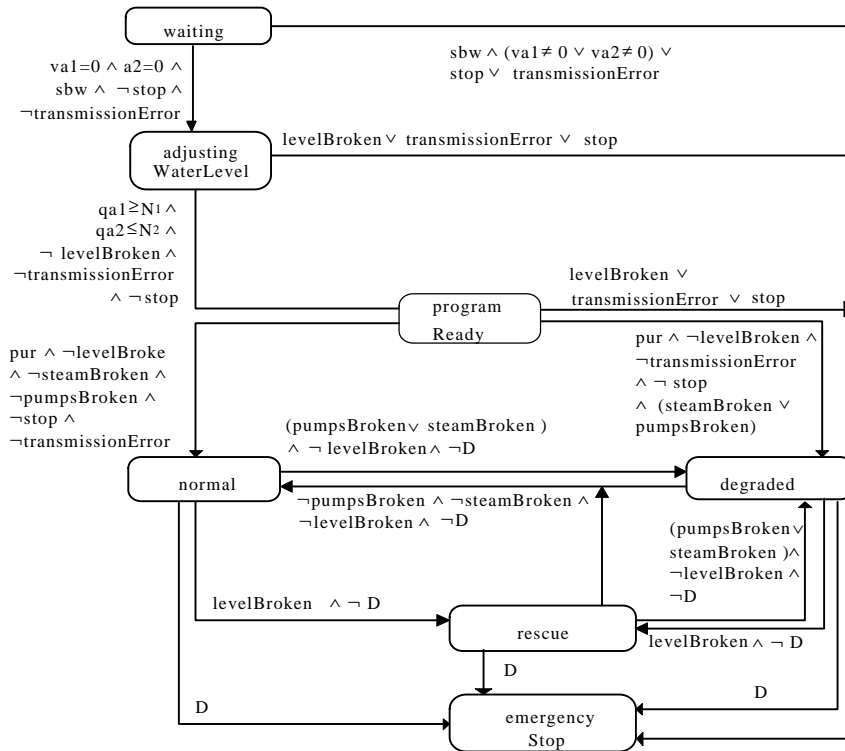 waiting
va1=0 ∧ a2=0 ∧
sbw ∧ ¬stop ∧
¬transmissionError
sbw ∧ (va1≠ 0 ∨ va2≠ 0) ∨
stop ∨ transmissionError
adjusting
WaterLevel
levelBroken ∨ transmissionError ∨ stop
qa1≥N1 ∧
qa2≤N2 ∧
¬ levelBroken ∧
¬transmissionError
∧ ¬stop
program
Ready
levelBroken ∨
transmissionError ∨ stop
pur ∧ ¬levelBroke
∧ ¬steamBroken ∧
¬pumpsBroken ∧
¬stop ∧
¬transmissionError
pur ∧ ¬levelBroken ∧
¬transmissionError
∧ ¬ stop
∧ (steamBroken ∨
pumpsBroken)
(pumpsBroken ∨ steamBroken )
∧ ¬ levelBroken ∧ ¬D
normal
degraded
¬pumpsBroken ∧ ¬steamBroken ∧
¬levelBroken ∧ ¬D
(pumpsBroken ∨
steamBroken ) ∧
¬levelBroken ∧
¬D
levelBroken ∧ ¬ D
rescue
levelBroken ∧ ¬ D
D
D
D
emergency
Stop